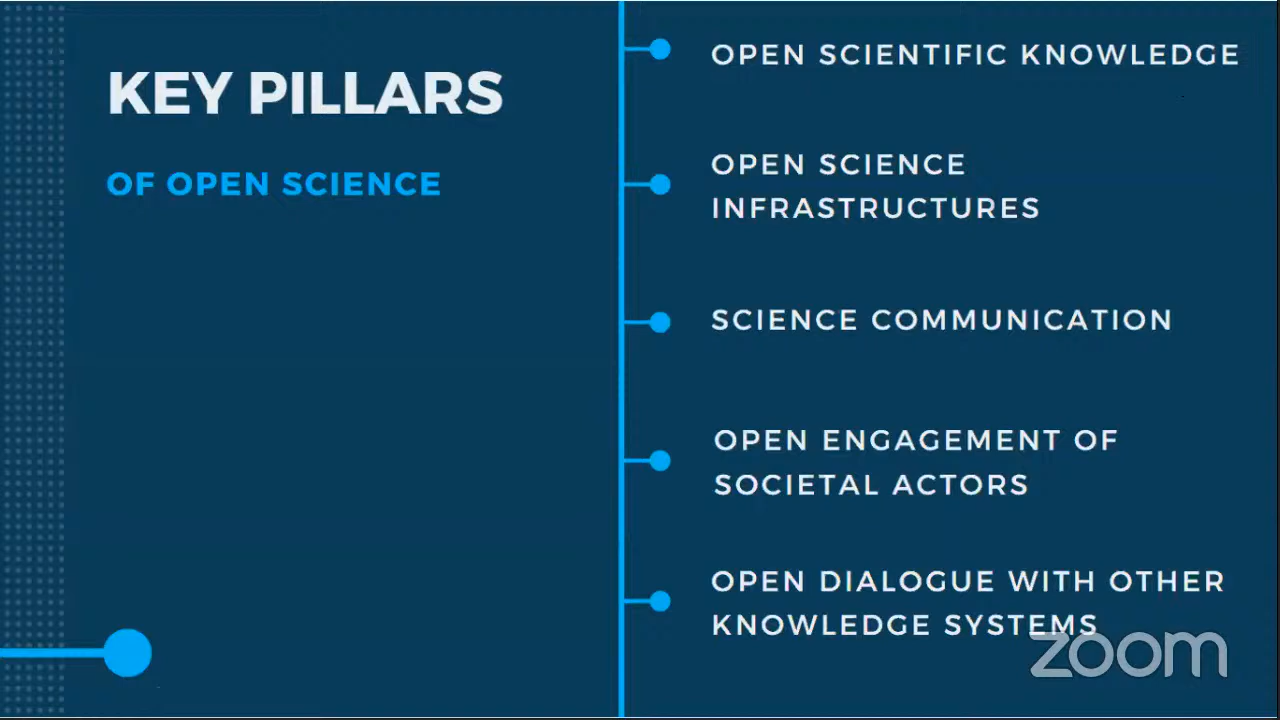 KEY PILLARS
OF OPEN SCIENCE
OPEN SCIENTIFIC KNOWLEDGE
OPEN SCIENCE
INFRASTRUCTURES
SCIENCE COMMUNICATION
OPEN ENGAGEMENT OF
SOCIETAL ACTORS
OPEN DIALOGUE WITH OTHER
KNOWLEDGE SYSTEMS
zoom